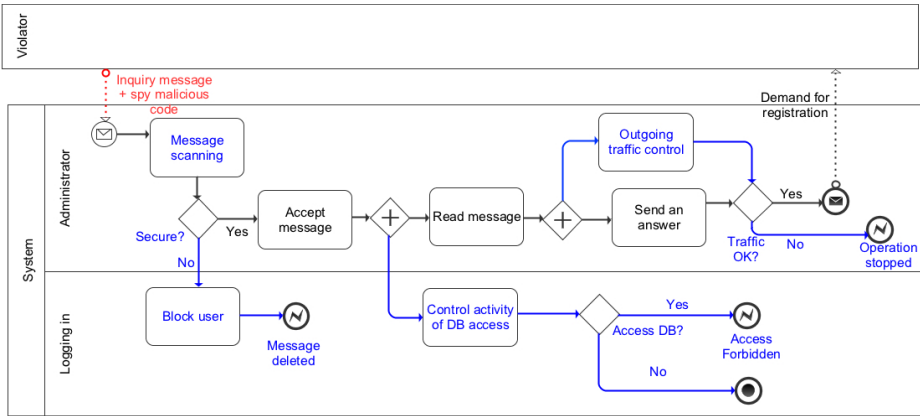 Violator
Inquiry message
+ spy malicious
code
Demand for
registration
System
Administrator
Message
scanning
Outgoing
traffic control
Accept
message
Read message
Send an
answer
Yes
Secure?
Yes
No
Traffic
OK?
No
Operation
stopped
Logging in
Block user
Message
deleted
Control activity
of DB access
Yes
Access DB?
Access
Forbidden
No